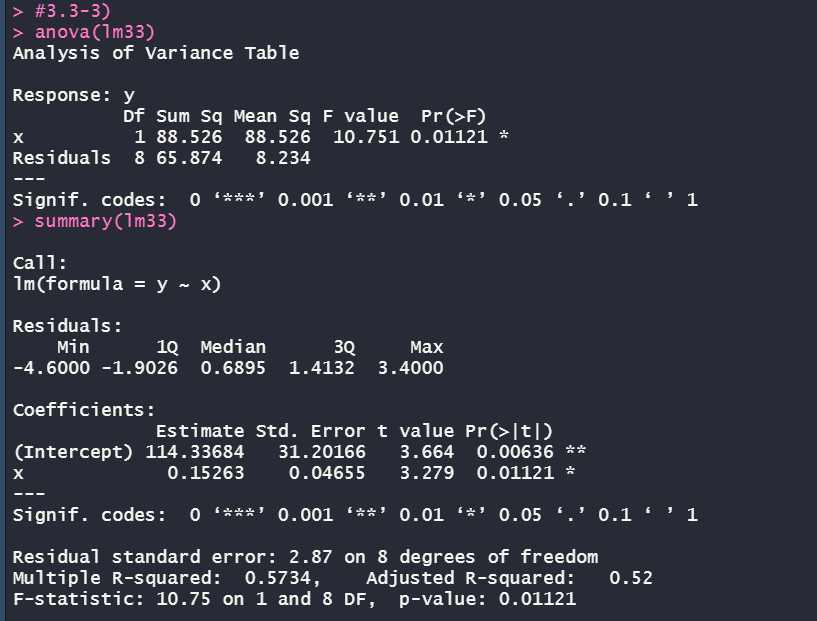 > #3.3-3)
> anova(lm33)
Analysis of Variance Table

Response: y
          Df Sum Sq Mean Sq F value  Pr(>F)
x          1 88.526  88.526  10.751 0.01121 *
Residuals  8 65.874   8.234
---
Signif. codes:  0 ‘***’ 0.001 ‘**’ 0.01 ‘*’ 0.05 ‘.’ 0.1 ‘ ’ 1
> summary(lm33)

Call:
lm(formula = y ~ x)

Residuals:
    Min      1Q  Median      3Q     Max
-4.6000 -1.9026  0.6895  1.4132  3.4000

Coefficients:
             Estimate Std. Error t value Pr(>|t|)
(Intercept) 114.33684   31.20166   3.664  0.00636 **
x             0.15263    0.04655   3.279  0.01121 *
---
Signif. codes:  0 ‘***’ 0.001 ‘**’ 0.01 ‘*’ 0.05 ‘.’ 0.1 ‘ ’ 1

Residual standard error: 2.87 on 8 degrees of freedom
Multiple R-squared:  0.5734,    Adjusted R-squared:   0.52
F-statistic: 10.75 on 1 and 8 DF,  p-value: 0.01121